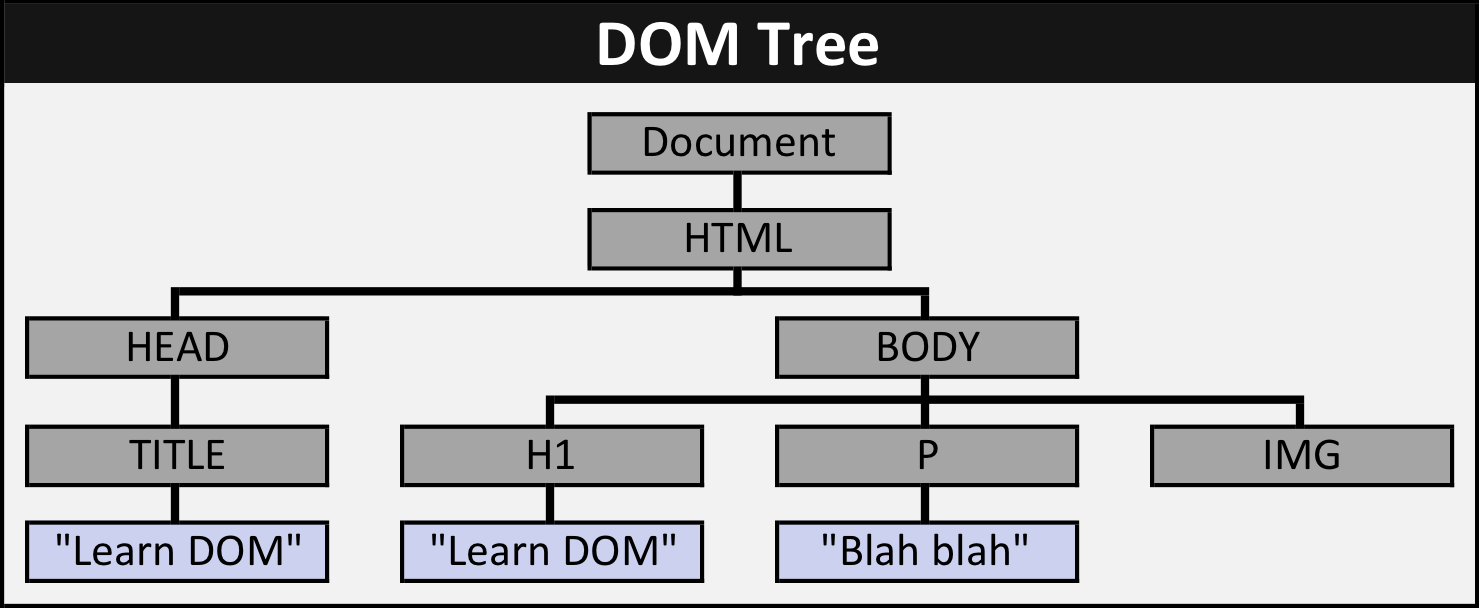 DOM Tree
Document
HTML
HEAD
BODY
TITLE
H1
P
IMG
"Learn DOM"
"Learn DOM"
"Blah blah"